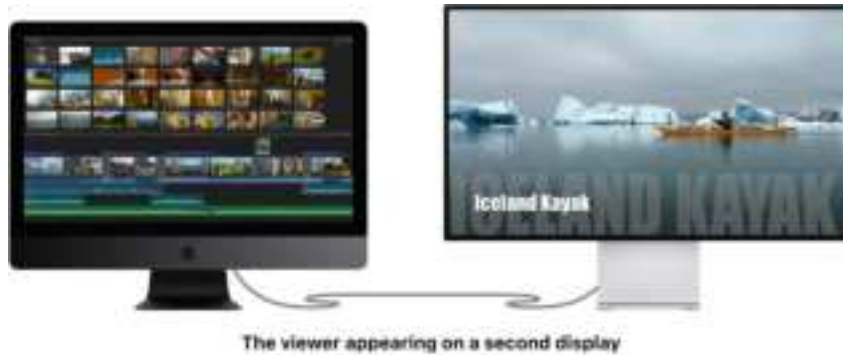 Iceland Kayak
ICELAND KAYAK
The viewer appearing on a second display